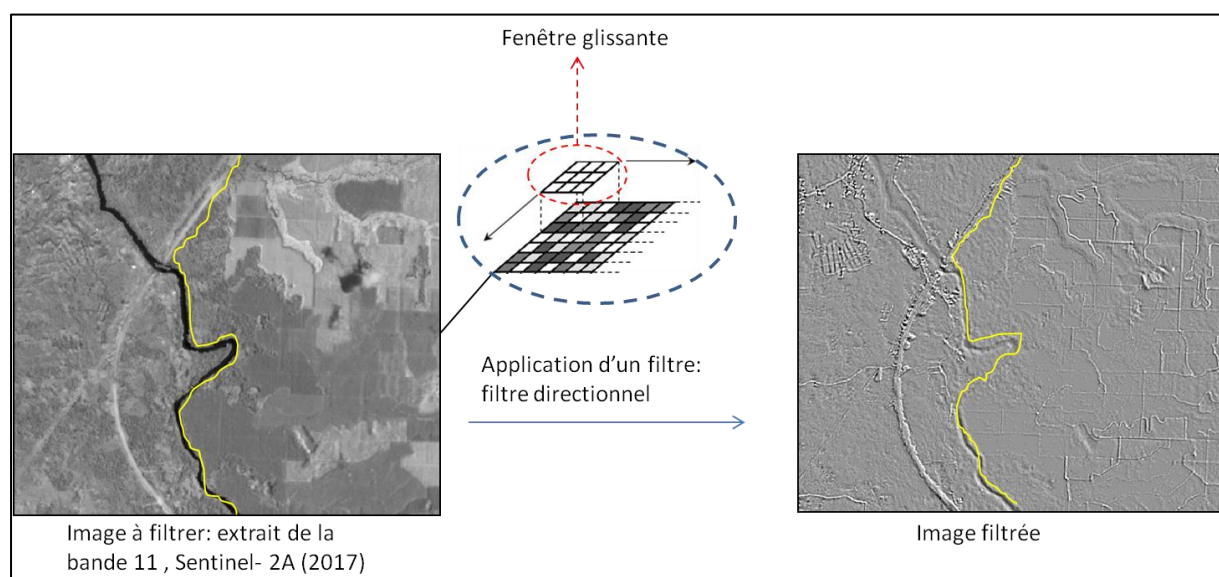 Fenêtre glissante
Application d'un filtre:
filtre directionnel
Image à filtrer: extrait de la
bande 11 , Sentinel- 2A (2017)
Image filtrée